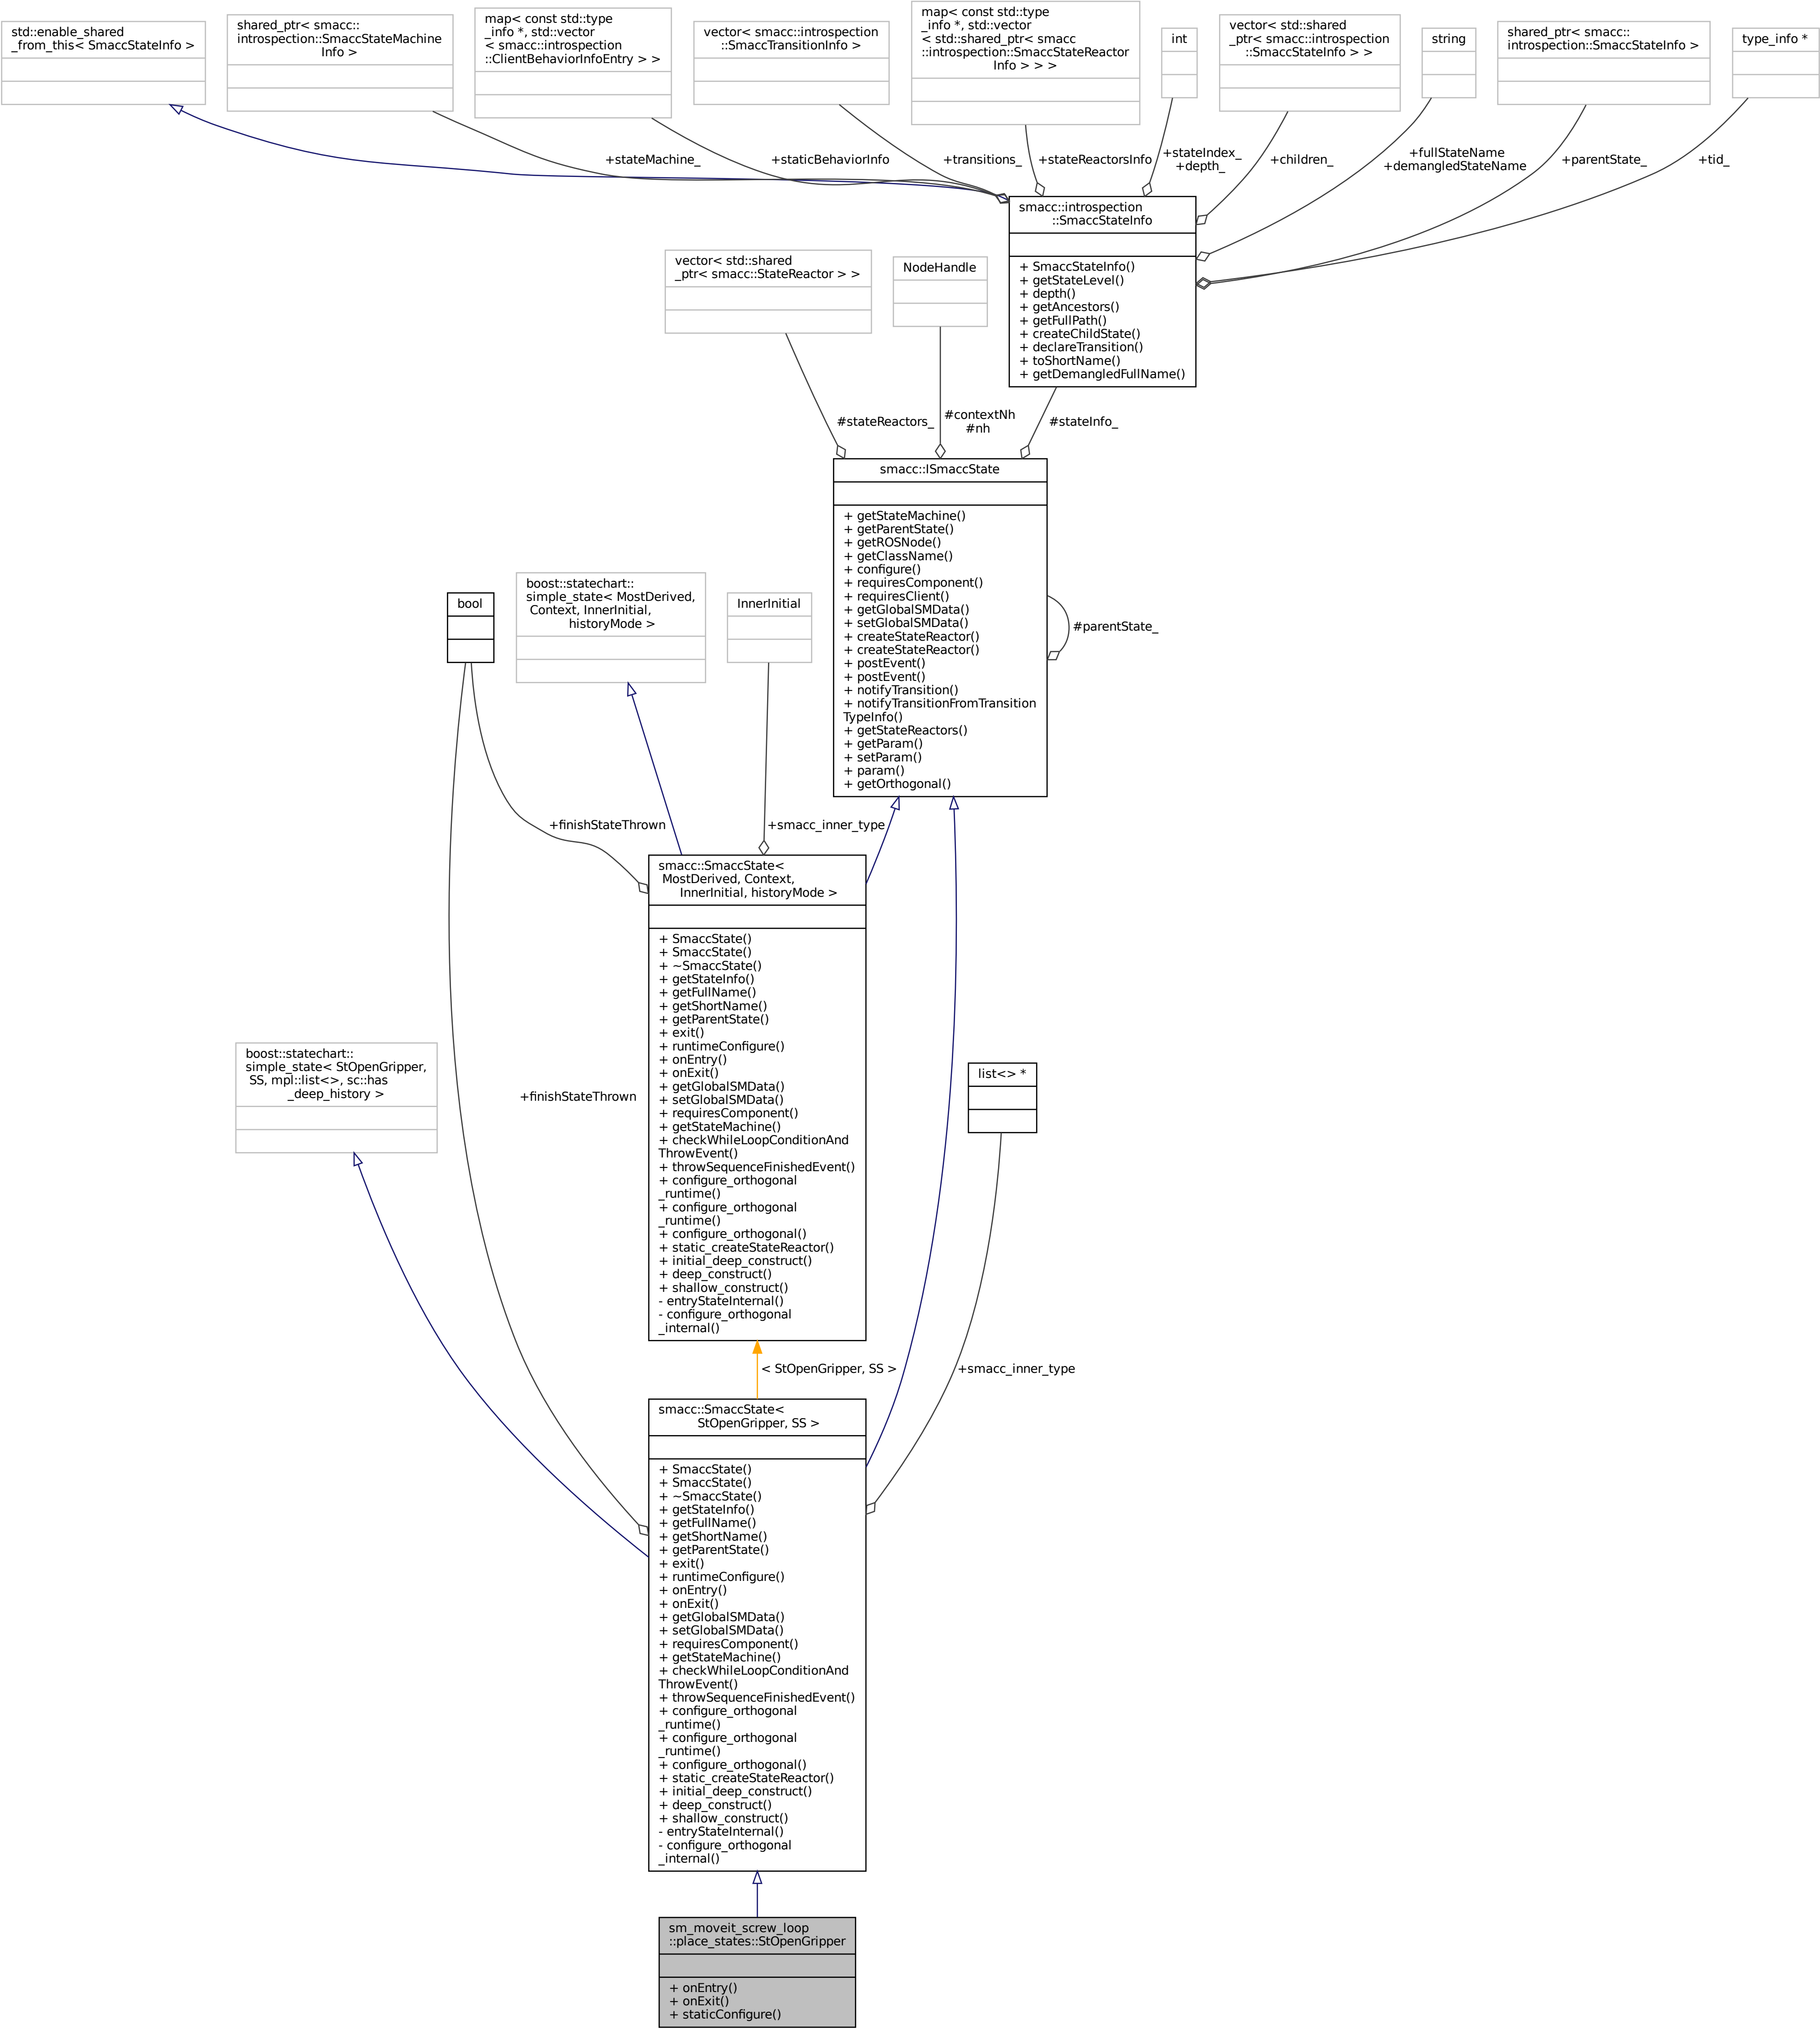 std::enable_shared
_from_this< SmaccStateInfo >
shared_ptr< smacc::
introspection::SmaccStateMachine
Info >
map< const std::type
_info *, std::vector
< smacc::introspection
::ClientBehaviorInfoEntry > >
vector< smacc::introspection
::SmaccTransitionInfo >
map< const std::type
_info *, std::vector
< std::shared_ptr< smacc
::introspection::SmaccStateReactor
Info > > >
int
vector< std::shared
_ptr< smacc::introspection
::SmaccStateInfo > >
string
shared_ptr< smacc::
introspection::SmaccStateInfo >
type_info *
+stateMachine_
+staticBehaviorInfo
+transitions_
+stateReactorsInfo
+stateIndex_
+depth_
+children_
+fullStateName
+demangledStateName
+parentState_
+tid_
smacc::introspection
::SmaccStateInfo
+ SmaccStateInfo()
+ getStateLevel()
+ depth()
+ getAncestors()
+ getFullPath()
+ createChildState()
+ declareTransition()
+ toShortName()
+ getDemangledFullName()
vector< std::shared
_ptr< smacc::StateReactor > >
NodeHandle
#stateReactors_
#contextNh
#nh
#stateInfo_
smacc::ISmaccState
+ getStateMachine()
+ getParentState()
+ getROSNode()
+ getClassName()
+ configure()
+ requiresComponent()
+ requiresClient()
+ getGlobalSMData()
+ setGlobalSMData()
+ createStateReactor()
+ createStateReactor()
+ postEvent()
+ postEvent()
+ notifyTransition()
+ notifyTransitionFromTransition
TypeInfo()
+ getStateReactors()
+ getParam()
+ setParam()
+ param()
+ getOrthogonal()
#parentState_
bool
boost::statechart::
simple_state< MostDerived,
Context, InnerInitial,
historyMode >
InnerInitial
+finishStateThrown
+smacc_inner_type
smacc::SmaccState<
MostDerived, Context,
InnerInitial, historyMode >
+ SmaccState()
+ SmaccState()
+ ~SmaccState()
+ getStateInfo()
+ getFullName()
+ getShortName()
+ getParentState()
+ exit()
+ runtimeConfigure()
+ onEntry()
+ onExit()
+ getGlobalSMData()
+ setGlobalSMData()
+ requiresComponent()
+ getStateMachine()
+ checkWhileLoopConditionAnd
ThrowEvent()
+ throwSequenceFinishedEvent()
+ configure_orthogonal
_runtime()
+ configure_orthogonal
_runtime()
+ configure_orthogonal()
+ static_createStateReactor()
+ initial_deep_construct()
+ deep_construct()
+ shallow_construct()
- entryStateInternal()
- configure_orthogonal
_internal()
boost::statechart::
simple_state< StOpenGripper,
SS, mpl::list<>, sc::has
_deep_history >
+finishStateThrown
list<> *
< StOpenGripper, SS >
+smacc_inner_type
smacc::SmaccState<
StOpenGripper, SS >
+ SmaccState()
+ SmaccState()
+ ~SmaccState()
+ getStateInfo()
+ getFullName()
+ getShortName()
+ getParentState()
+ exit()
+ runtimeConfigure()
+ onEntry()
+ onExit()
+ getGlobalSMData()
+ setGlobalSMData()
+ requiresComponent()
+ getStateMachine()
+ checkWhileLoopConditionAnd
ThrowEvent()
+ throwSequenceFinishedEvent()
+ configure_orthogonal
_runtime()
+ configure_orthogonal
_runtime()
+ configure_orthogonal()
+ static_createStateReactor()
+ initial_deep_construct()
+ deep_construct()
+ shallow_construct()
- entryStateInternal()
- configure_orthogonal
_internal()
sm_moveit_screw_loop
::place_states::StOpenGripper
+ onEntry()
+ onExit()
+ staticConfigure()